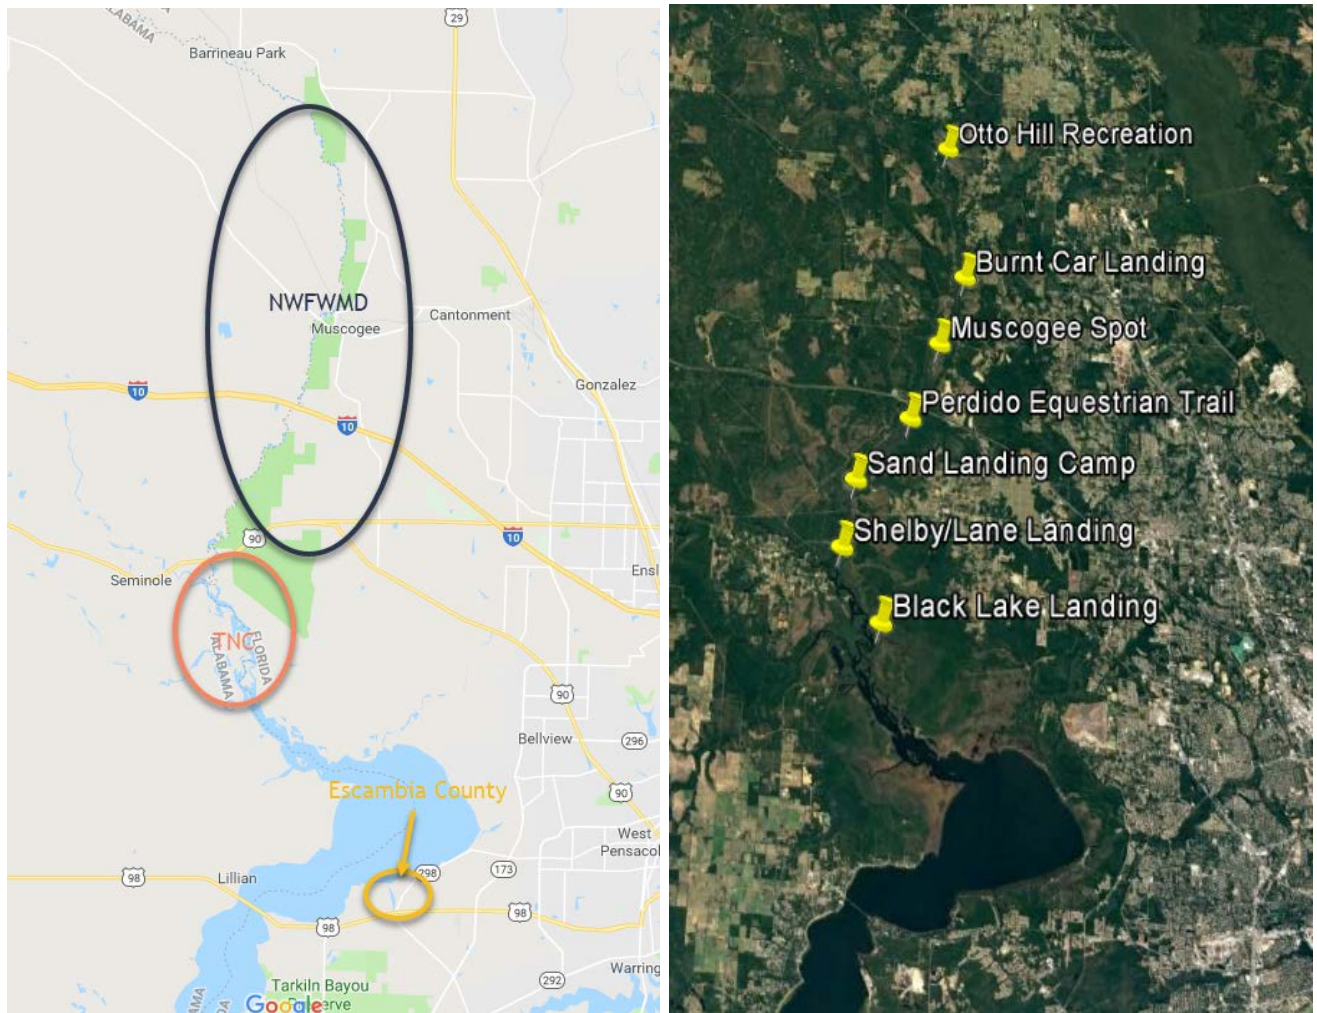 ALABAMA
29
Barrineau Park
NWFWMD
Muscogee
Cantonment
Gonzalez
10
10
90
10
Seminole
Ensl
TNC
FLORIDA
ALABAMA
90
Bellview
296
Escambia County
90
West
Pensacol
298
173
98
Lillian
98
98
292
Warring
Tarkiln Bayou
Google
Otto Hill Recreation
Burnt Car Landing
Muscogee Spot
Perdido Equestrian Trail
Sand Landing Camp
Shelby/Lane Landing
Black Lake Landing